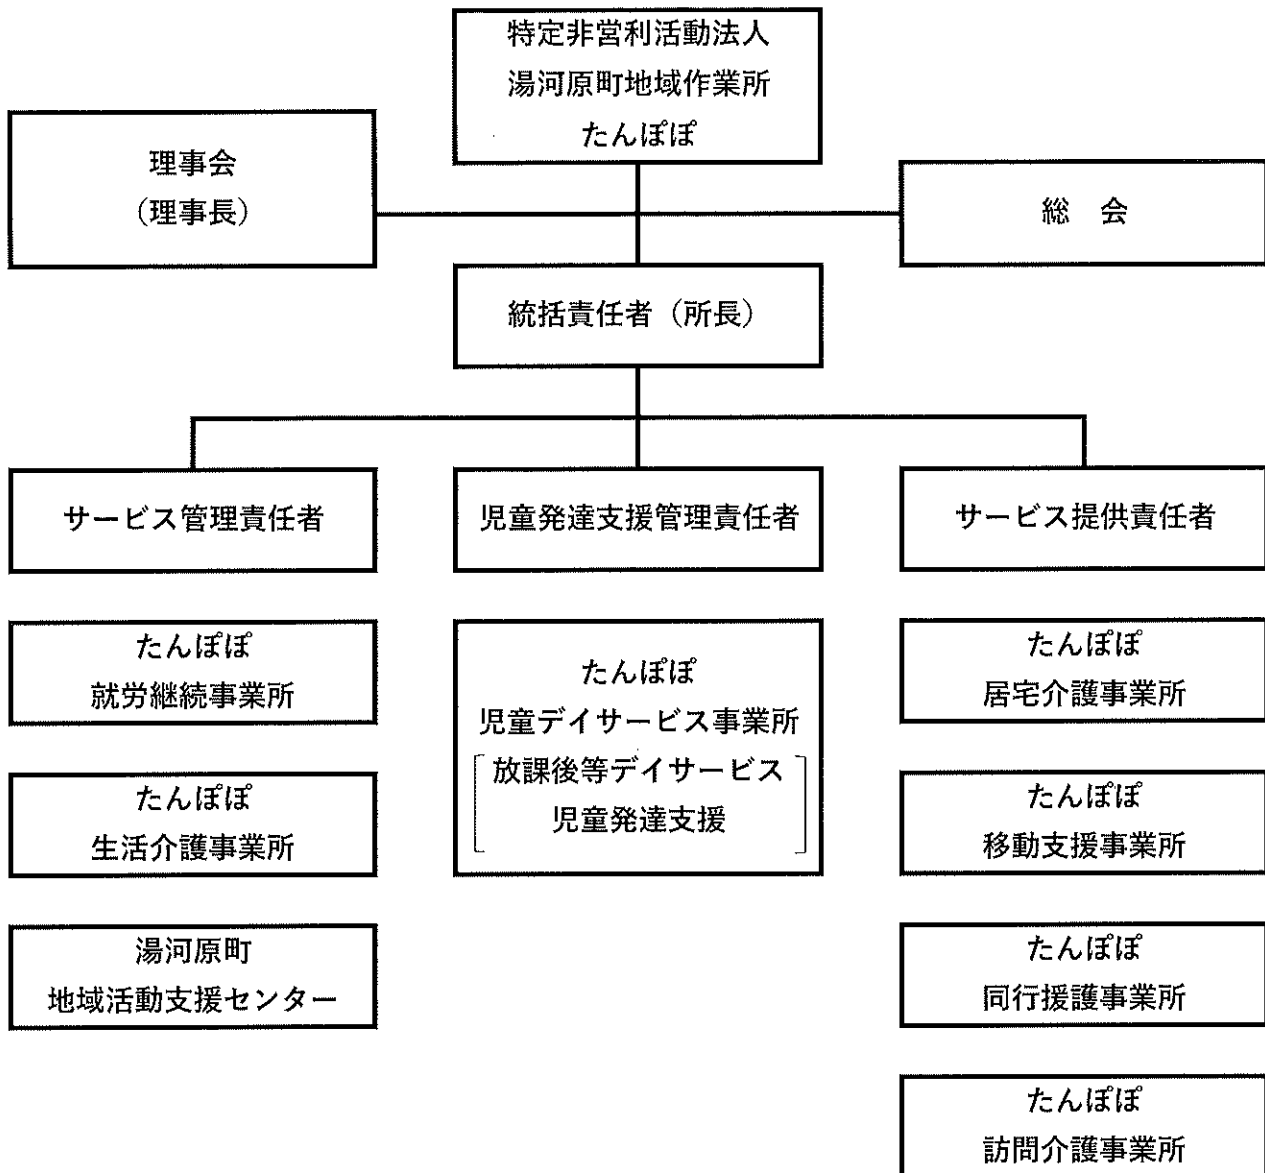 特定非営利活動法人
湯河原町地域作業所
たんぽぽ
理事会
（理事長）
総　会
統括責任者（所長）
サービス管理責任者
児童発達支援管理責任者
サービス提供責任者
たんぽぽ
就労継続事業所
たんぽぽ
生活介護事業所
湯河原町
地域活動支援センター
たんぽぽ
児童デイサービス事業所
放課後等デイサービス
児童発達支援
たんぽぽ
居宅介護事業所
たんぽぽ
移動支援事業所
たんぽぽ
同行援護事業所
たんぽぽ
訪問介護事業所